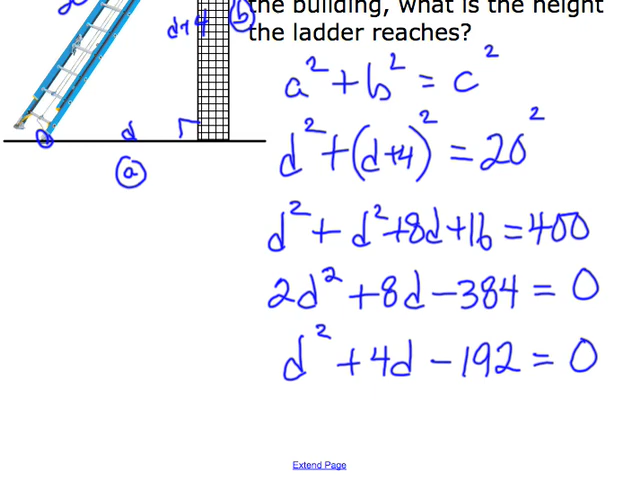 the building, what is the height
20
d+4
b
the ladder reaches?
a² + b² = c²
d² + (d+4)² = 20²
d
a
d² + d² + 8d + 16 = 400
2d² + 8d − 384 = 0
d² + 4d − 192 = 0
Extend Page